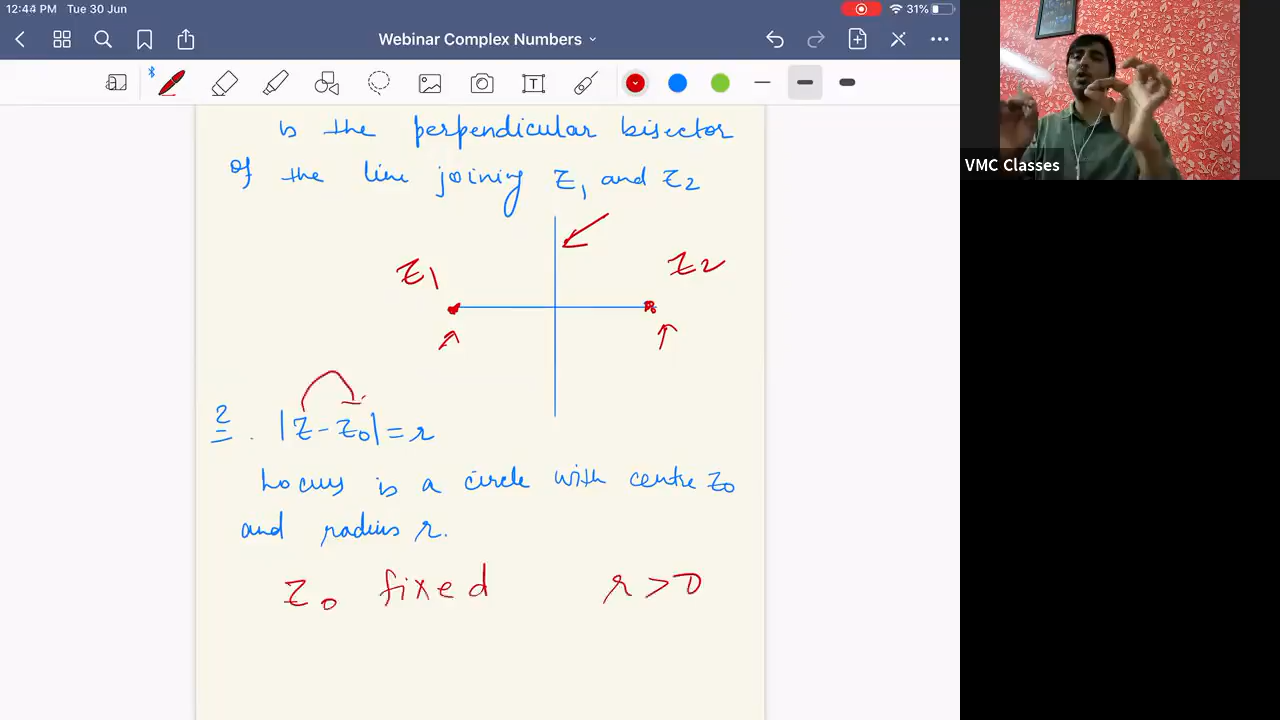 12:44 PM Tue 30 Jun
31%
Webinar Complex Numbers
T
VMC Classes
is the perpendicular bisector
of the line joining z1 and z2
z1
z2
2. |z-z0|=r
Locus is a circle with centre z0
and radius r.
z0 fixed r>0